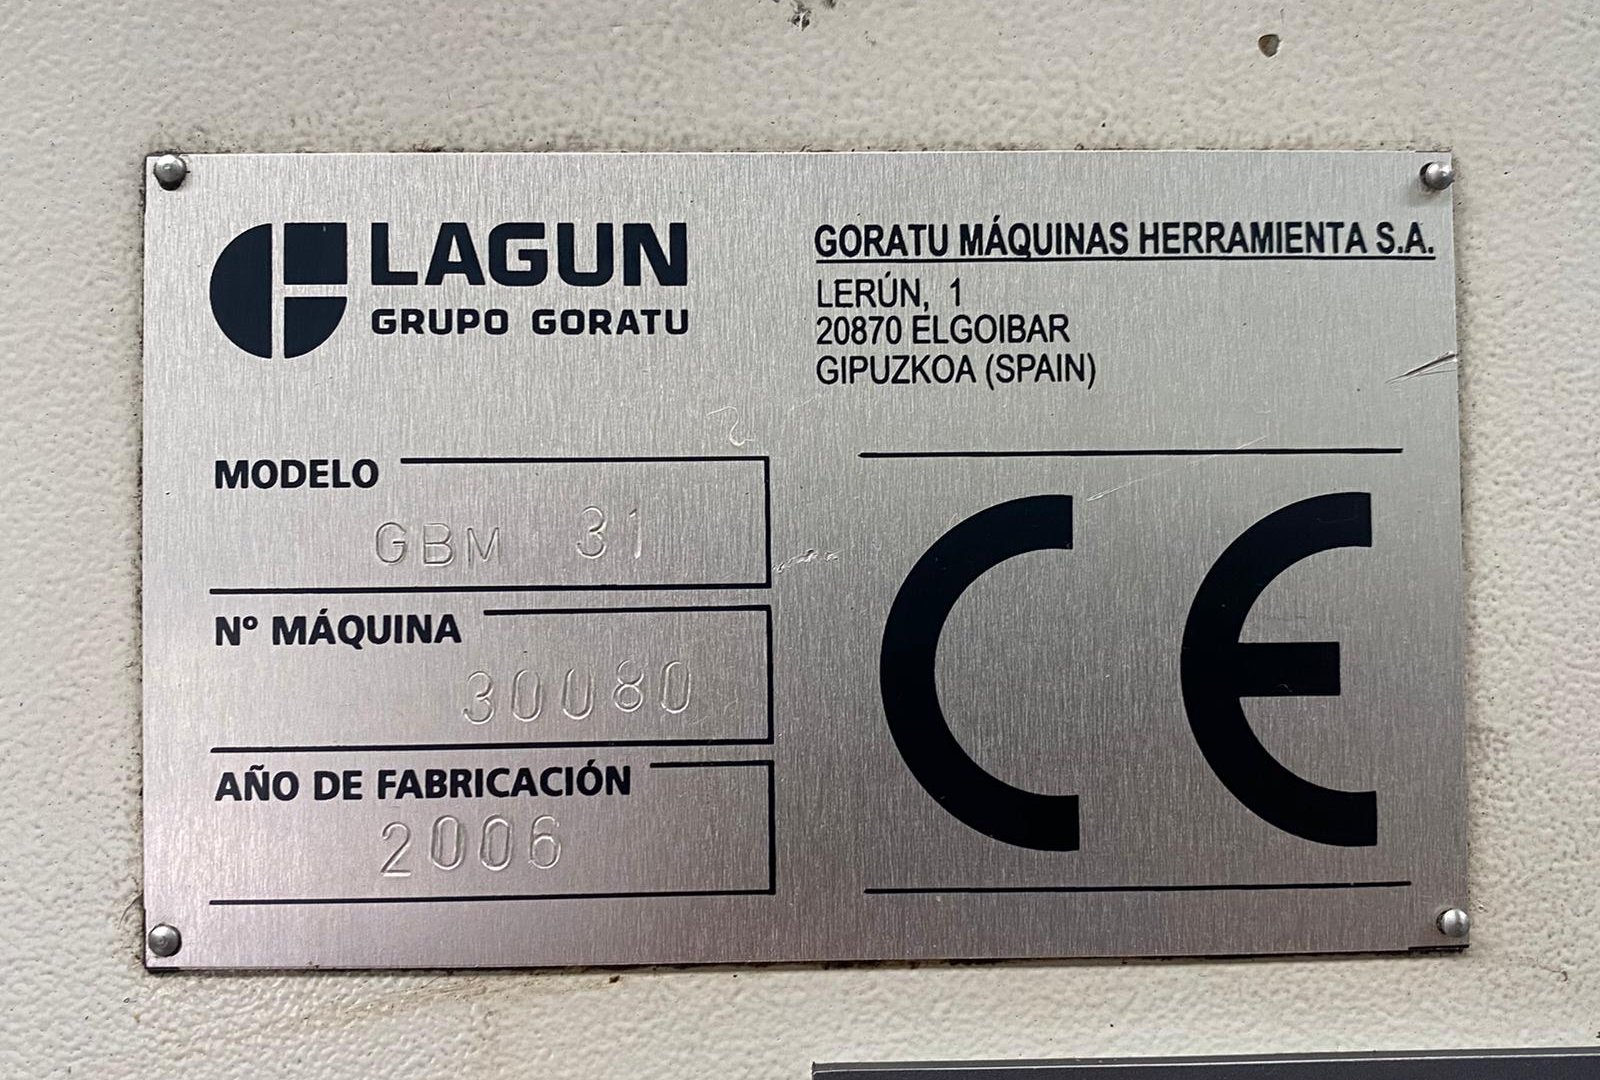 LAGUN
GRUPO GORATU
GORATU MÁQUINAS HERRAMIENTA S.A.
LERÚN, 1
20870 ELGOIBAR
GIPUZKOA (SPAIN)
MODELO
GBM 31
Nº MÁQUINA
30080
AÑO DE FABRICACIÓN
2006
CE